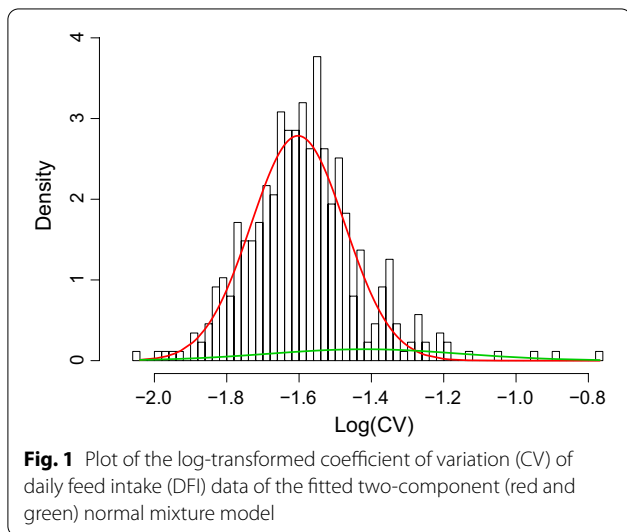 4
3
2
1
0
Density
−2.0 −1.8 −1.6 −1.4 −1.2 −1.0 −0.8
Log(CV)
Fig. 1 Plot of the log-transformed coefficient of variation (CV) of
daily feed intake (DFI) data of the fitted two-component (red and
green) normal mixture model